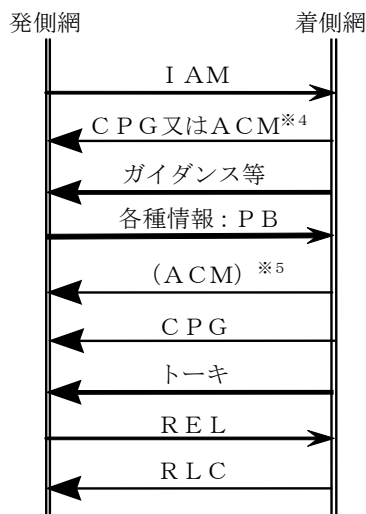 発側網 着側網
ＩＡＭ
ＣＰＧ又はＡＣＭ※4
ガイダンス等
各種情報：ＰＢ
（ＡＣＭ）※5
ＣＰＧ
トーキ
ＲＥＬ
ＲＬＣ